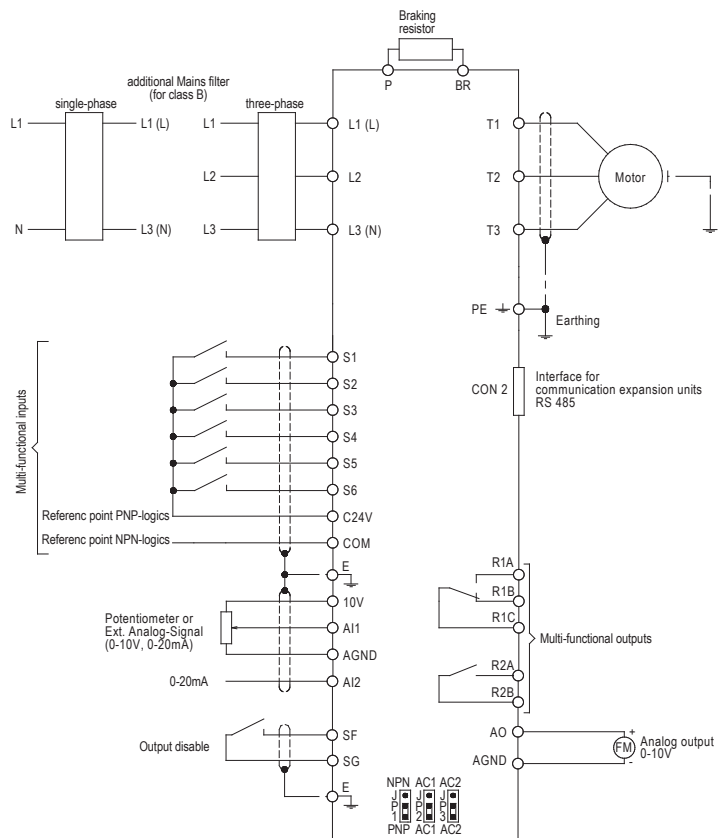 Braking
resistor
P
BR
additional Mains filter
(for class B)
single-phase
three-phase
L1
L1 (L)
L1
L1 (L)
T1
L2
L2
T2
Motor
N
L3 (N)
L3
L3 (N)
T3
PE
Earthing
Multi-functional inputs
S1
S2
S3
S4
S5
S6
Referenc point PNP-logics
C24V
Referenc point NPN-logics
COM
CON 2
Interface for
communication expansion units
RS 485
E
10V
Potentiometer or
Ext. Analog-Signal
(0-10V, 0-20mA)
AI1
AGND
0-20mA
AI2
R1A
R1B
R1C
Multi-functional outputs
R2A
R2B
Output disable
SF
SG
E
AO
+
FM
Analog output
0-10V
AGND
-
NPN AC1 AC2
JP1
JP2
JP3
PNP AC1 AC2